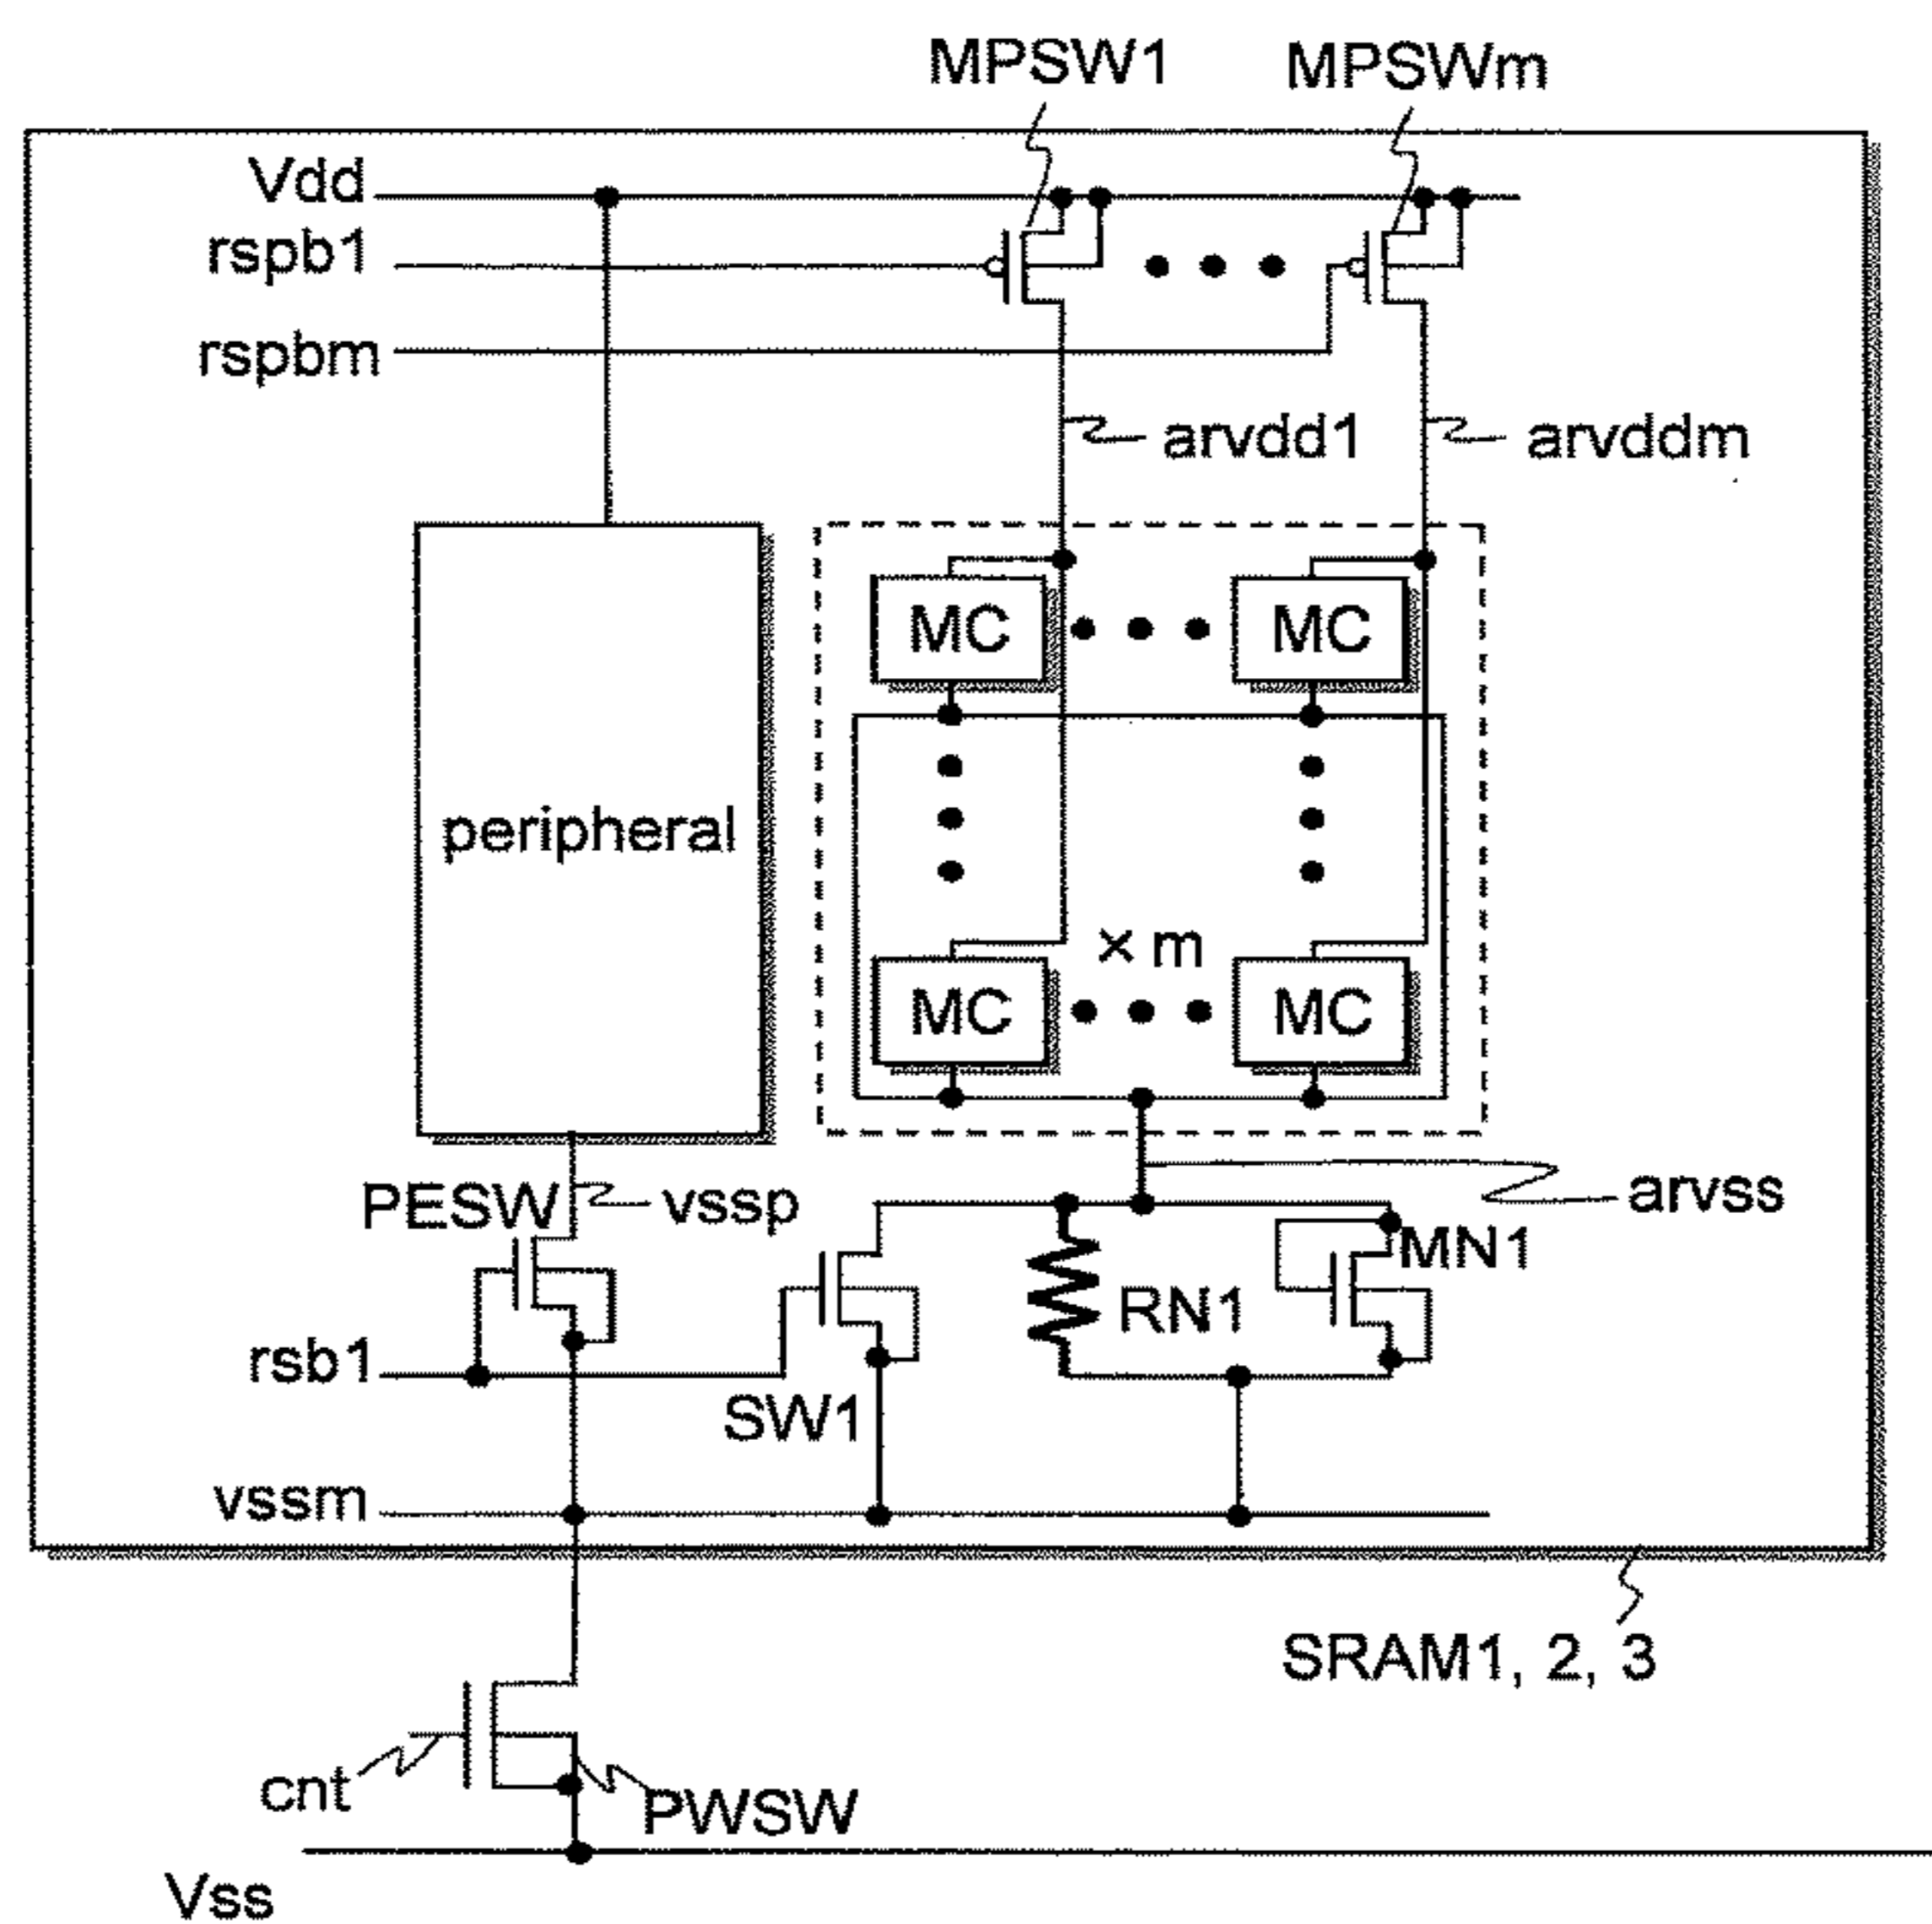 MPSW1
MPSWm
Vdd
rspb1
rspbm
arvdd1
arvddm
MC
MC
peripheral
× m
MC
MC
PESW
vssp
arvss
MN1
RN1
rsb1
SW1
vssm
SRAM1, 2, 3
cnt
PWSW
Vss